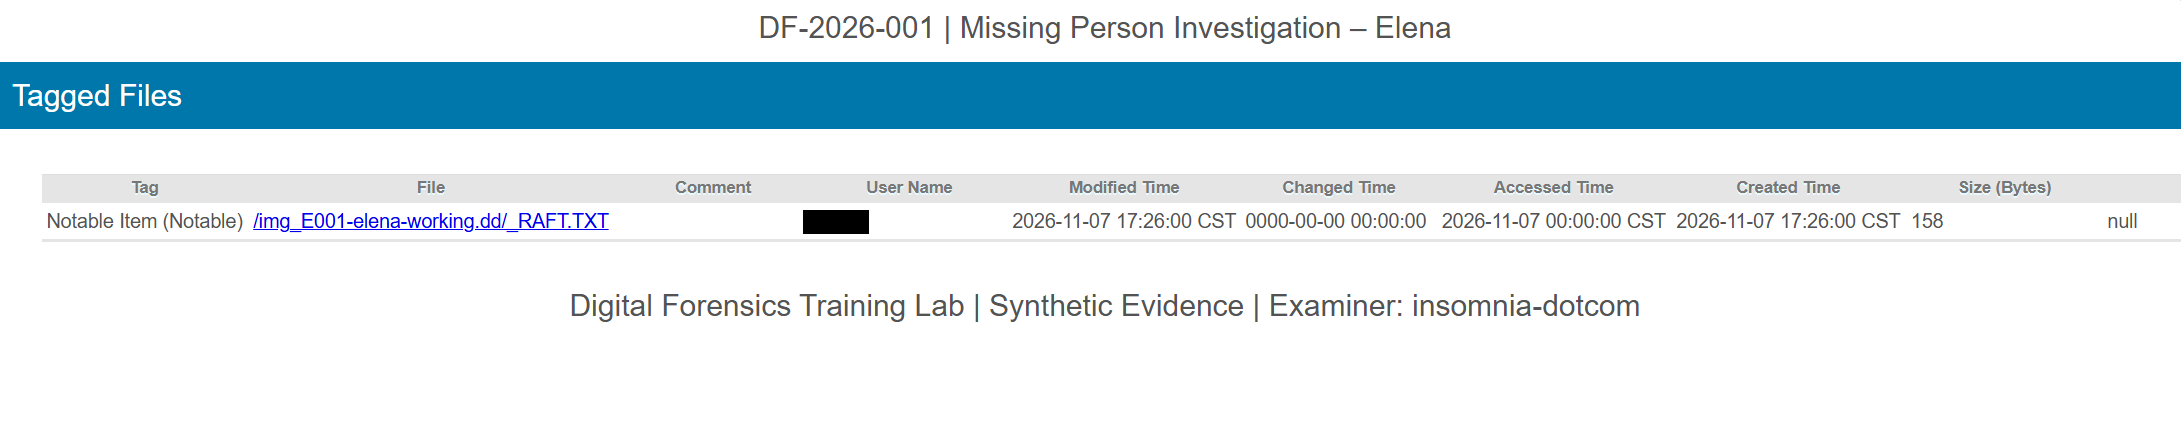 DF-2026-001 | Missing Person Investigation – Elena
Tagged Files
Tag File Comment User Name Modified Time Changed Time Accessed Time Created Time Size (Bytes)
Notable Item (Notable) /img_E001-elena-working.dd/_RAFT.TXT 2026-11-07 17:26:00 CST 0000-00-00 00:00:00 2026-11-07 00:00:00 CST 2026-11-07 17:26:00 CST 158 null
Digital Forensics Training Lab | Synthetic Evidence | Examiner: insomnia-dotcom